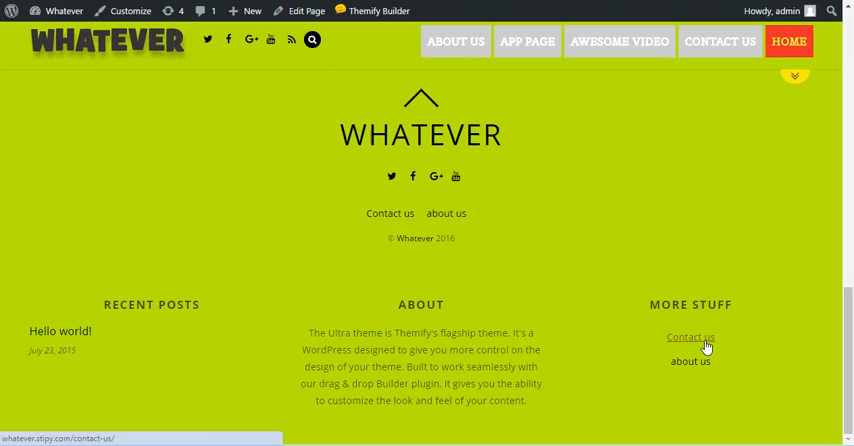 Whatever Customize 4 1 New Edit Page Themify Builder Howdy, admin
WHATEVER
ABOUT US APP PAGE AWESOME VIDEO CONTACT US HOME
WHATEVER
Contact us about us
© Whatever 2016
RECENT POSTS
Hello world!
July 23, 2015
ABOUT
The Ultra theme is Themify's flagship theme. It's a
WordPress designed to give you more control on the
design of your theme. Built to work seamlessly with
our drag & drop Builder plugin, it gives you the ability
to customize the look and feel of your content.
MORE STUFF
Contact us
about us
whatever.stipy.com/contact-us/